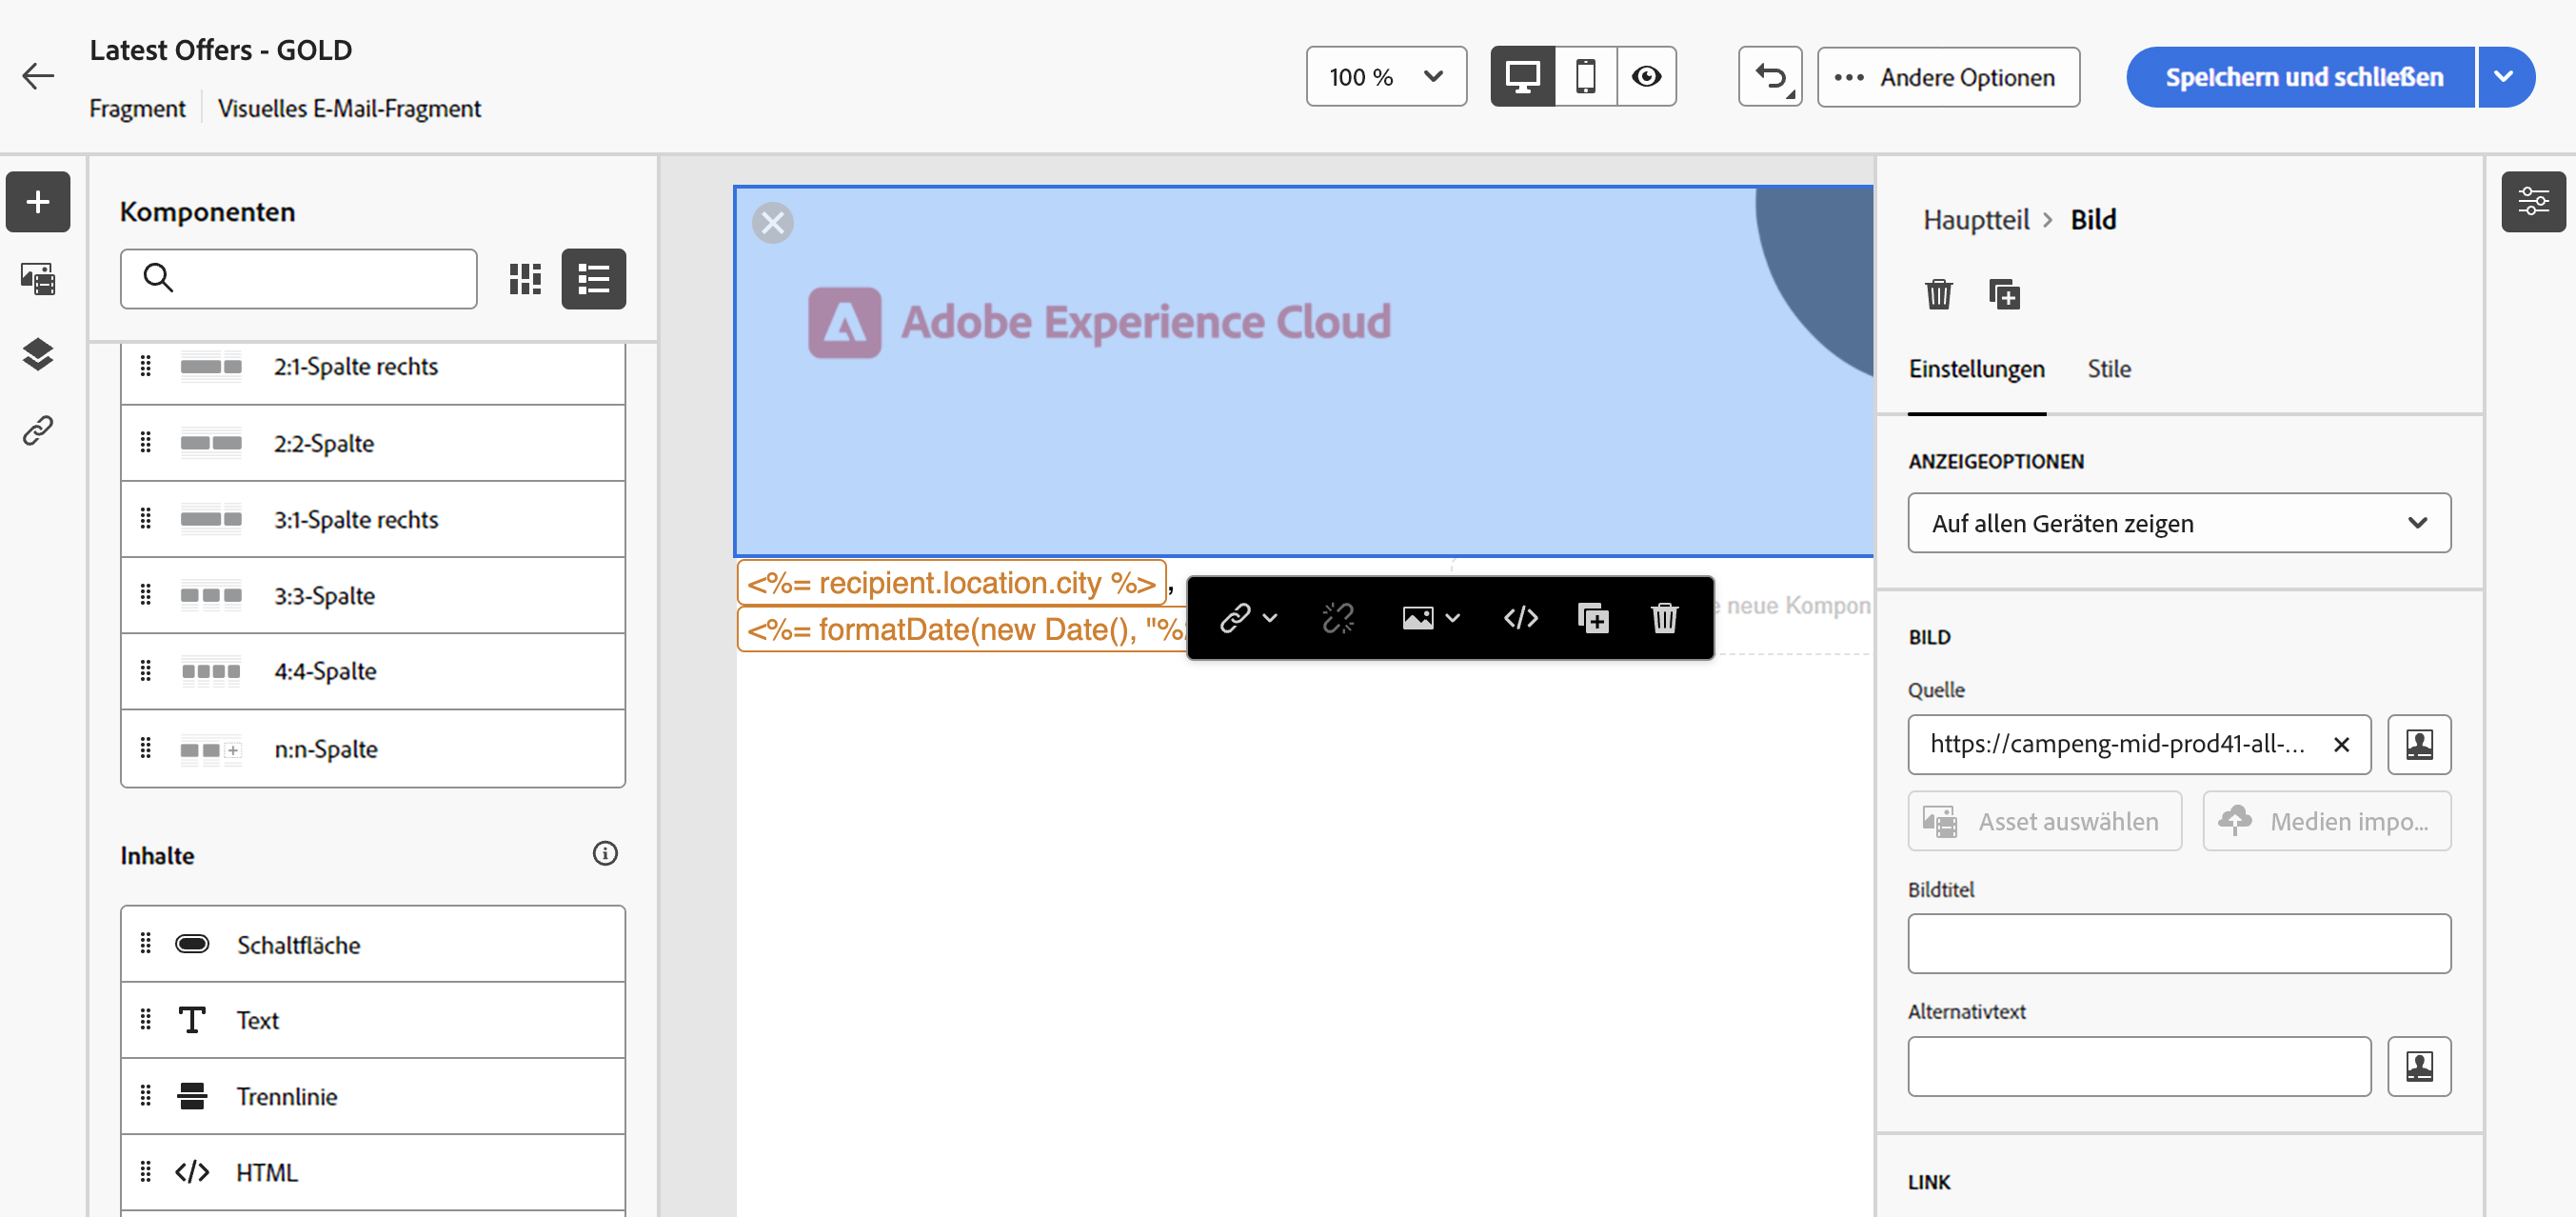 Latest Offers - GOLD
Fragment
Visuelles E-Mail-Fragment
100 %
Andere Optionen
Speichern und schließen
Komponenten
2:1-Spalte rechts
2:2-Spalte
3:1-Spalte rechts
3:3-Spalte
4:4-Spalte
n:n-Spalte
Inhalte
Schaltfläche
Text
Trennlinie
HTML
Adobe Experience Cloud
<%= recipient.location.city %>,
<%= formatDate(new Date(), "%
neue Kompon
Hauptteil > Bild
Einstellungen
Stile
ANZEIGEOPTIONEN
Auf allen Geräten zeigen
BILD
Quelle
https://campeng-mid-prod41-all-...
Asset auswählen
Medien impo...
Bildtitel
Alternativtext
LINK